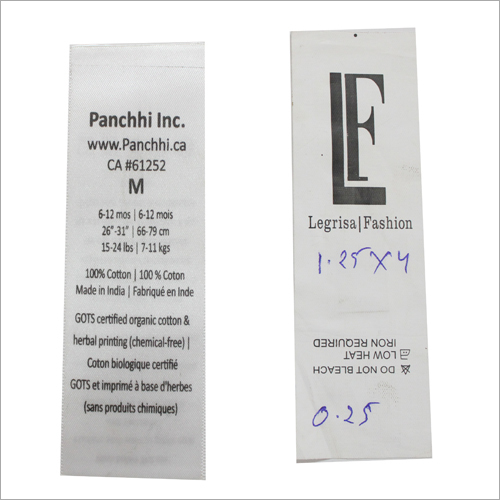 Panchhi Inc.
www.Panchhi.ca
CA #61252
M
6-12 mos | 6-12 mois
26"-31" | 66-79 cm
15-24 lbs | 7-11 kgs
100% Cotton | 100 % Coton
Made in India | Fabriqué en Inde
GOTS certified organic cotton &
herbal printing (chemical-free) |
Coton biologique certifié
GOTS et imprimé à base d'herbes
(sans produits chimiques)
LF
Legrisa|Fashion
1.25 X 4
DO NOT BLEACH
LOW HEAT
IRON REQUIRED
0.25